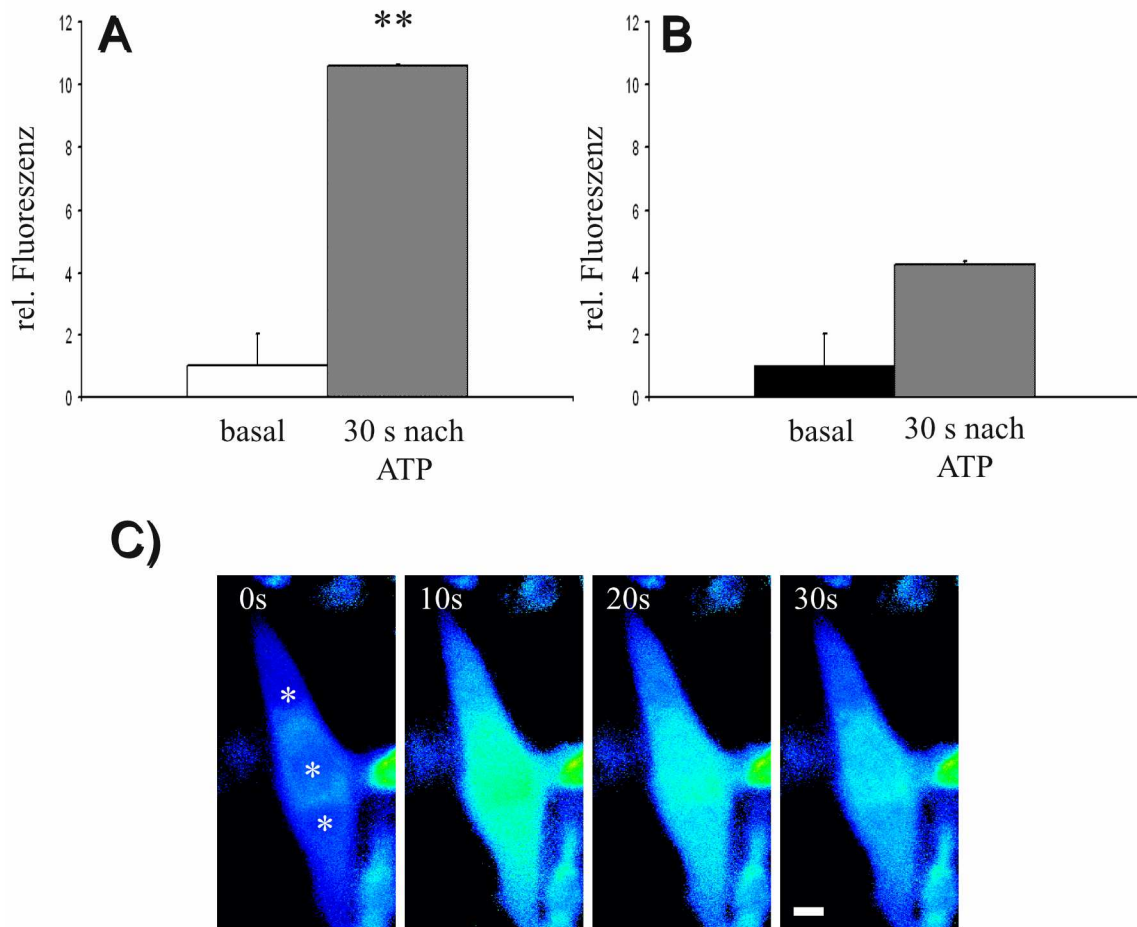 A
**
12
10
8
6
4
2
0
rel. Fluoreszenz
basal
30 s nach
ATP
B
12
10
8
6
4
2
0
rel. Fluoreszenz
basal
30 s nach
ATP
C)
0s
10s
20s
30s
*
*
*